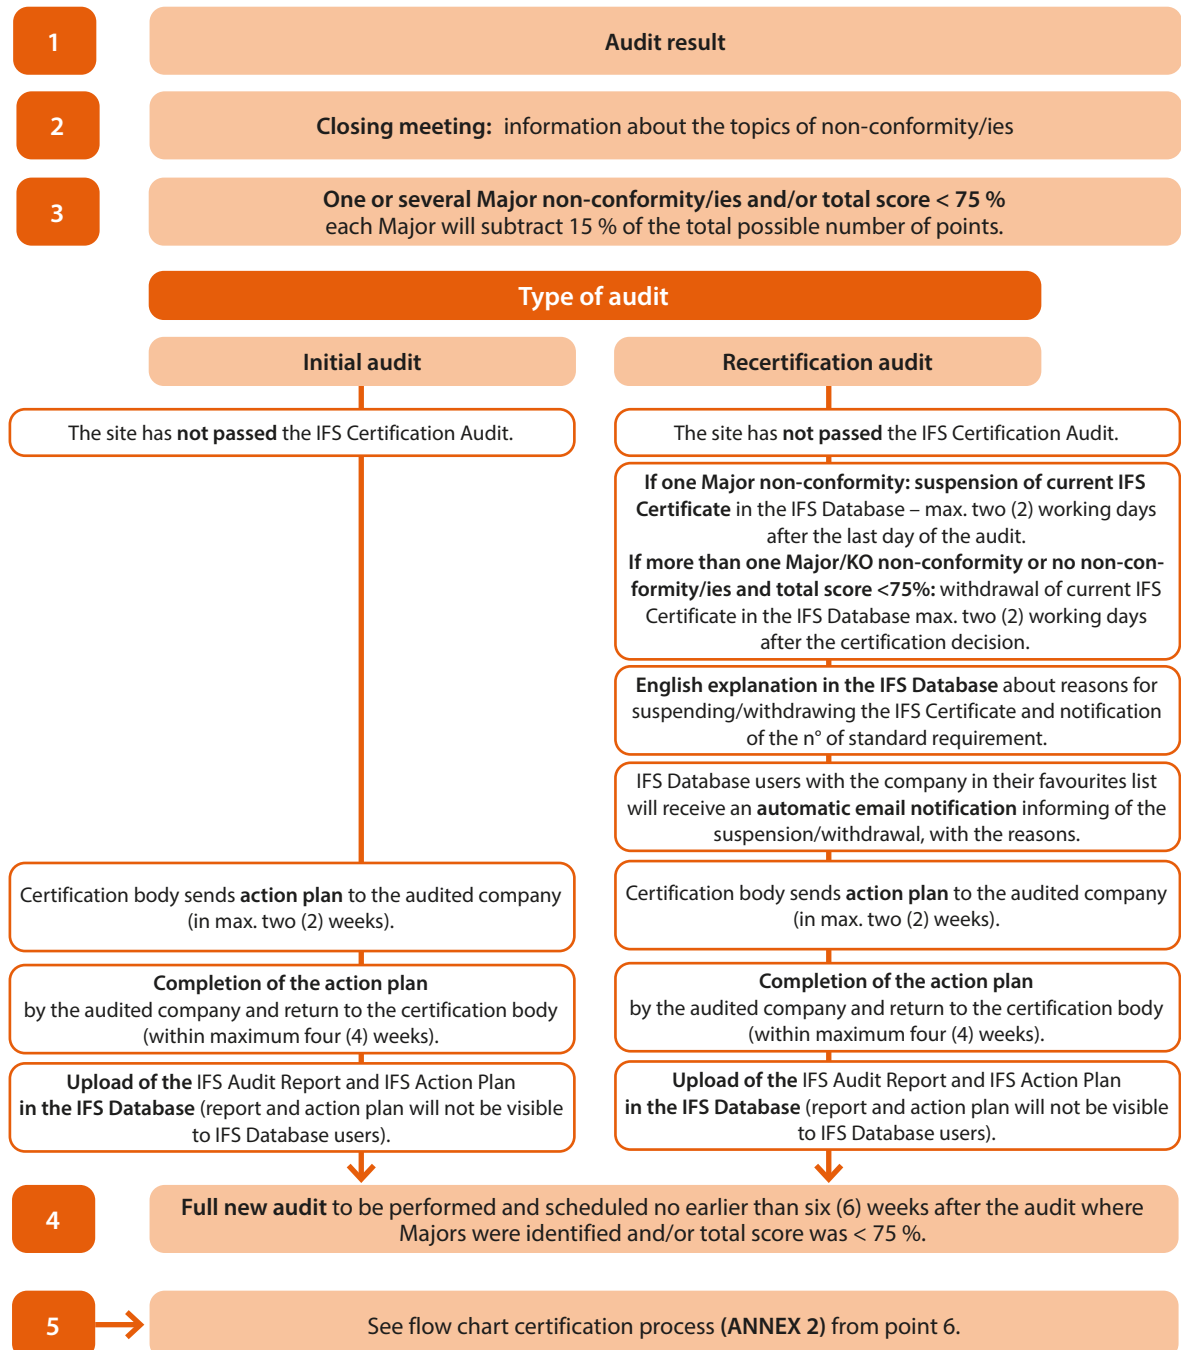 1
Audit result
2
Closing meeting: information about the topics of non-conformity/ies
3
One or several Major non-conformity/ies and/or total score < 75 %
each Major will subtract 15 % of the total possible number of points.
Type of audit
Initial audit
The site has not passed the IFS Certification Audit.
Certification body sends action plan to the audited company
(in max. two (2) weeks).
Completion of the action plan
by the audited company and return to the certification body
(within maximum four (4) weeks).
Upload of the IFS Audit Report and IFS Action Plan
in the IFS Database (report and action plan will not be visible
to IFS Database users).
Recertification audit
The site has not passed the IFS Certification Audit.
If one Major non-conformity: suspension of current IFS
Certificate in the IFS Database – max. two (2) working days
after the last day of the audit.
If more than one Major/KO non-conformity or no non-con-
formity/ies and total score <75%: withdrawal of current IFS
Certificate in the IFS Database max. two (2) working days
after the certification decision.
English explanation in the IFS Database about reasons for
suspending/withdrawing the IFS Certificate and notification
of the n° of standard requirement.
IFS Database users with the company in their favourites list
will receive an automatic email notification informing of the
suspension/withdrawal, with the reasons.
Certification body sends action plan to the audited company
(in max. two (2) weeks).
Completion of the action plan
by the audited company and return to the certification body
(within maximum four (4) weeks).
Upload of the IFS Audit Report and IFS Action Plan
in the IFS Database (report and action plan will not be visible
to IFS Database users).
4
Full new audit to be performed and scheduled no earlier than six (6) weeks after the audit where
Majors were identified and/or total score was < 75 %.
5
See flow chart certification process (ANNEX 2) from point 6.